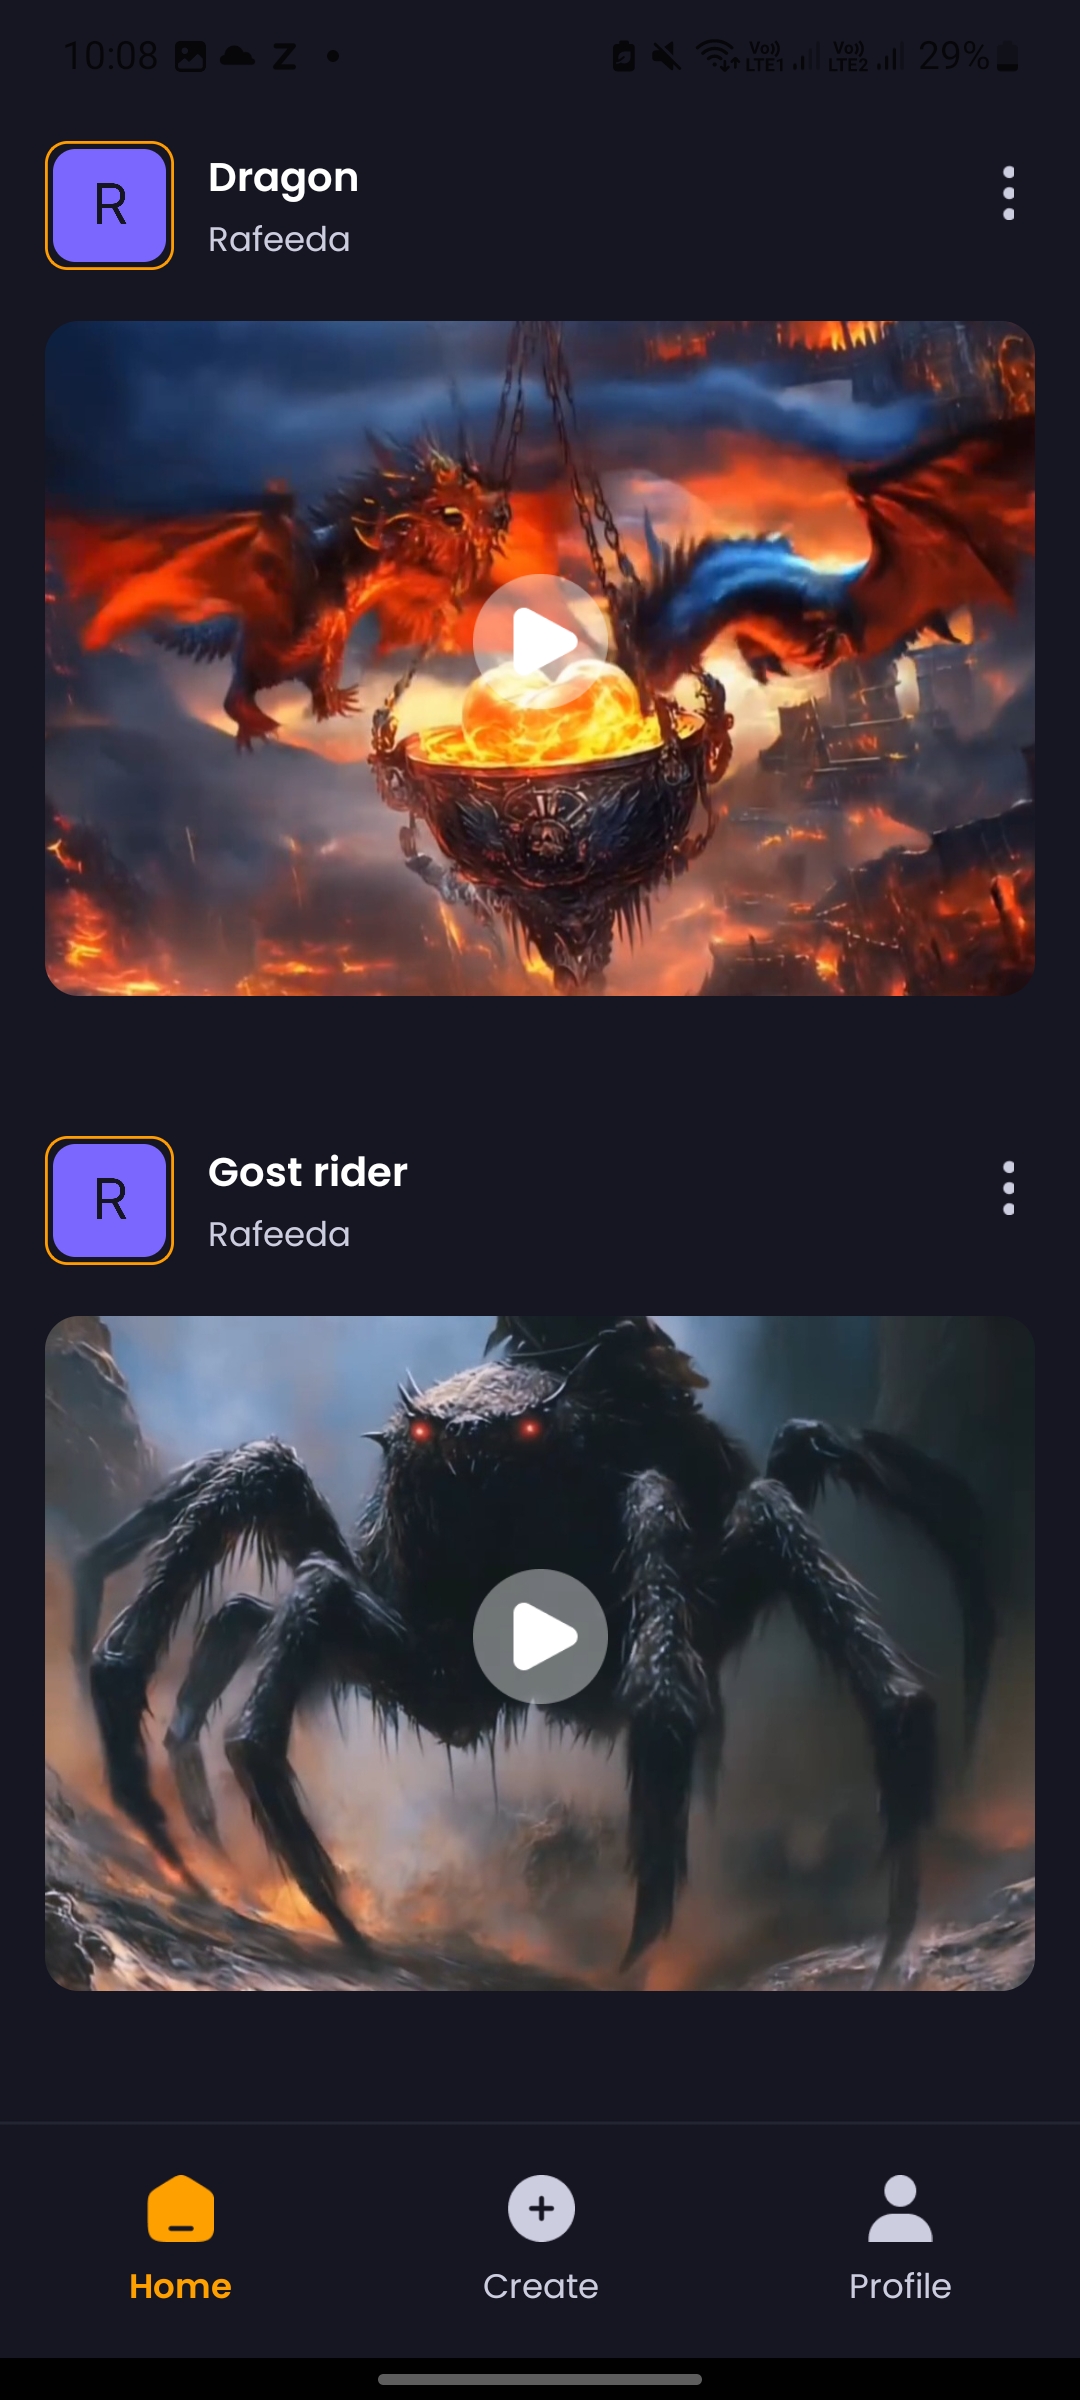 10:08 Z Vo)) LTE1 Vo)) LTE2 29%
R
Dragon
Rafeeda
R
Gost rider
Rafeeda
Home
Create
Profile